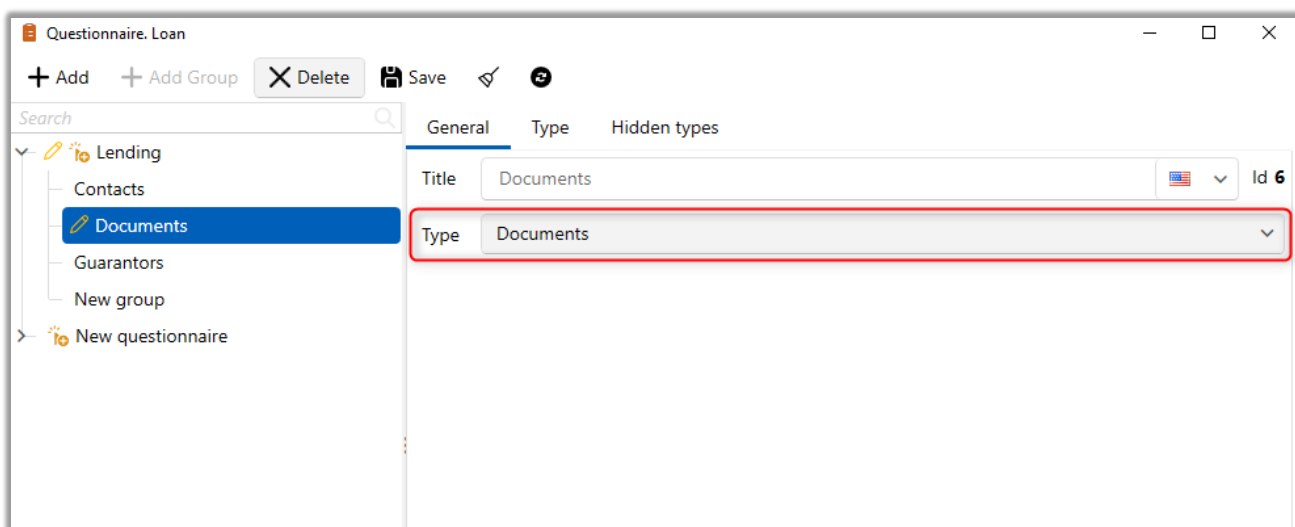 Questionnaire. Loan
Add Add Group Delete Save
Search
Lending
Contacts
Documents
Guarantors
New group
New questionnaire
General Type Hidden types
Title Documents Id 6
Type Documents